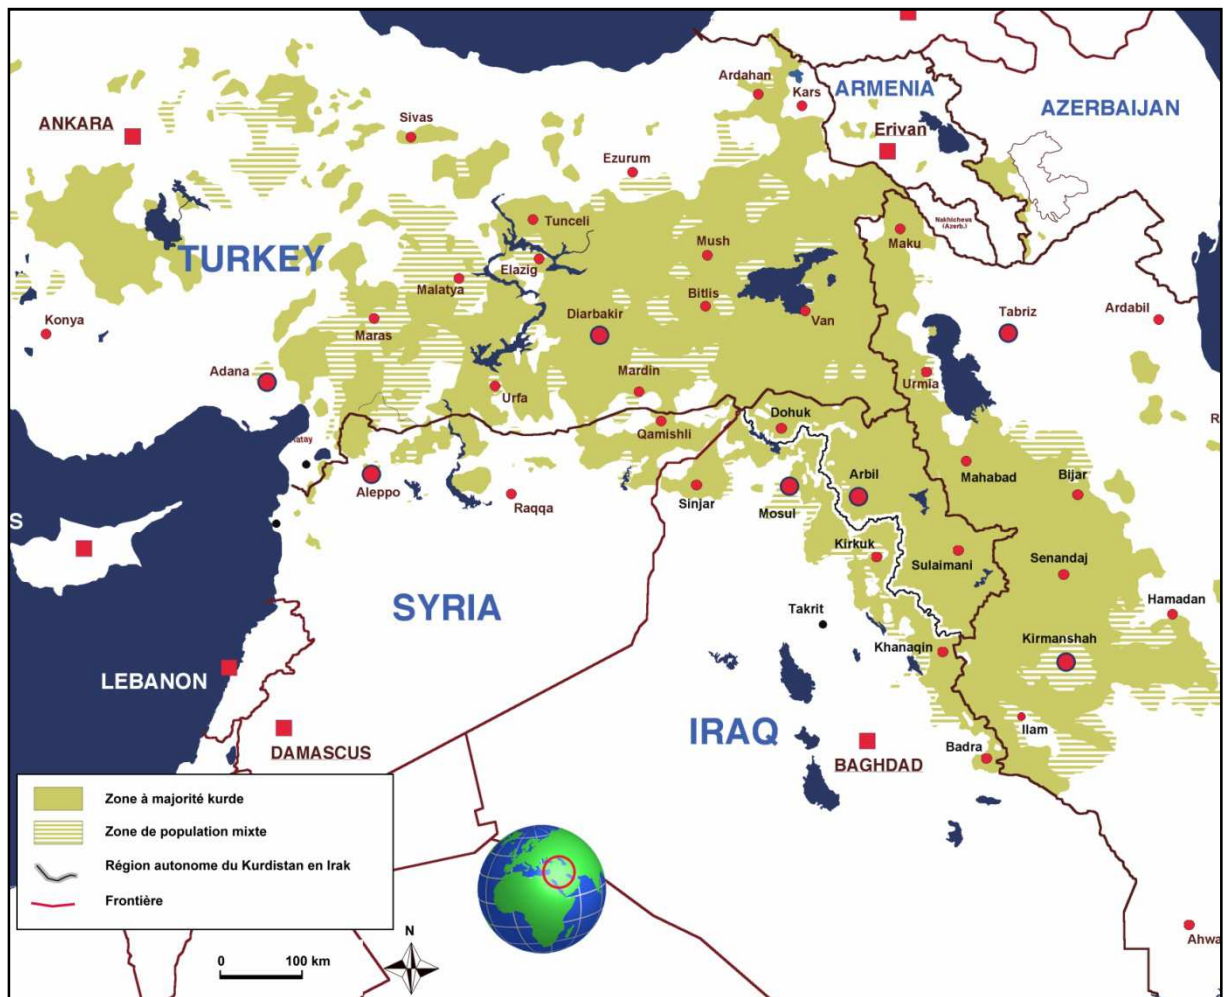 Ardahan
Kars
ARMENIA
AZERBAIJAN
ANKARA
Sivas
Erivan
Ezurum
Tunceli
Nakhicheva
(Azerb.)
TURKEY
Mush
Maku
Elazig
Malatya
Bitlis
Ardabil
Konya
Maras
Diarbakir
Van
Tabriz
Adana
Mardin
Urmia
Urfa
Dohuk
R
Hatay
Qamishli
Aleppo
Arbil
Mahabad
Bijar
Raqqa
Sinjar
Mosul
S
Kirkuk
Sulaimani
Senandaj
SYRIA
Takrit
Hamadan
Khanaqin
Kirmanshah
LEBANON
IRAQ
Ilam
DAMASCUS
Badra
BAGHDAD
Zone à majorité kurde
Zone de population mixte
Région autonome du Kurdistan en Irak
Frontière
N
0 100 km
Ahwa